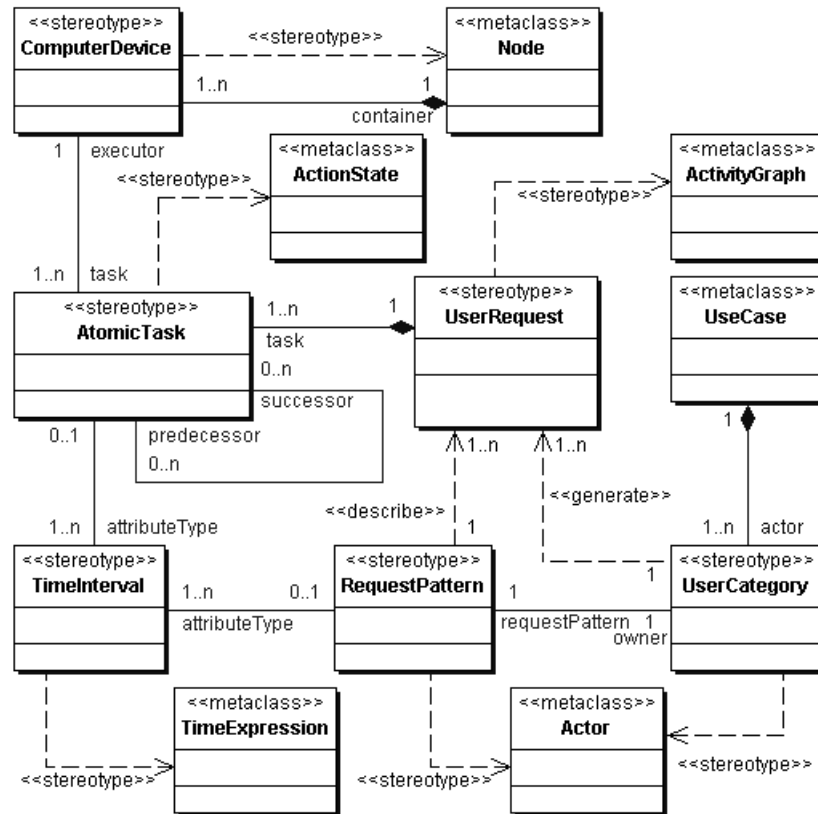 <<stereotype>>
ComputerDevice
<<stereotype>>
<<metaclass>>
Node
1..n
1
container
1
executor
<<stereotype>>
<<metaclass>>
ActionState
<<metaclass>>
ActivityGraph
<<stereotype>>
1..n
task
<<stereotype>>
AtomicTask
1..n
task
1
<<stereotype>>
UserRequest
<<metaclass>>
UseCase
0..n
successor
predecessor
0..n
0..1
1..n
1..n
1
<<describe>>
<<generate>>
1..n
attributeType
1
1..n
actor
<<stereotype>>
TimeInterval
1..n
0..1
attributeType
<<stereotype>>
RequestPattern
1
requestPattern
1
owner
1
<<stereotype>>
UserCategory
<<metaclass>>
TimeExpression
<<stereotype>>
<<metaclass>>
Actor
<<stereotype>>
<<stereotype>>